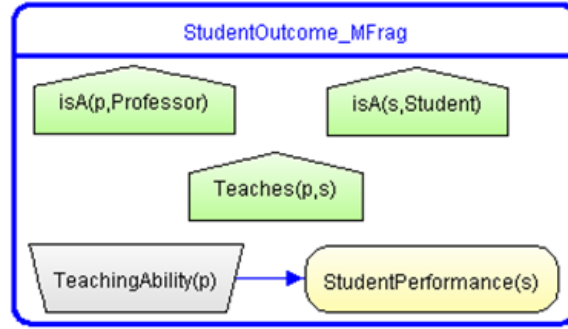 StudentOutcome_MFrag
isA(p,Professor)
isA(s,Student)
Teaches(p,s)
TeachingAbility(p)
StudentPerformance(s)